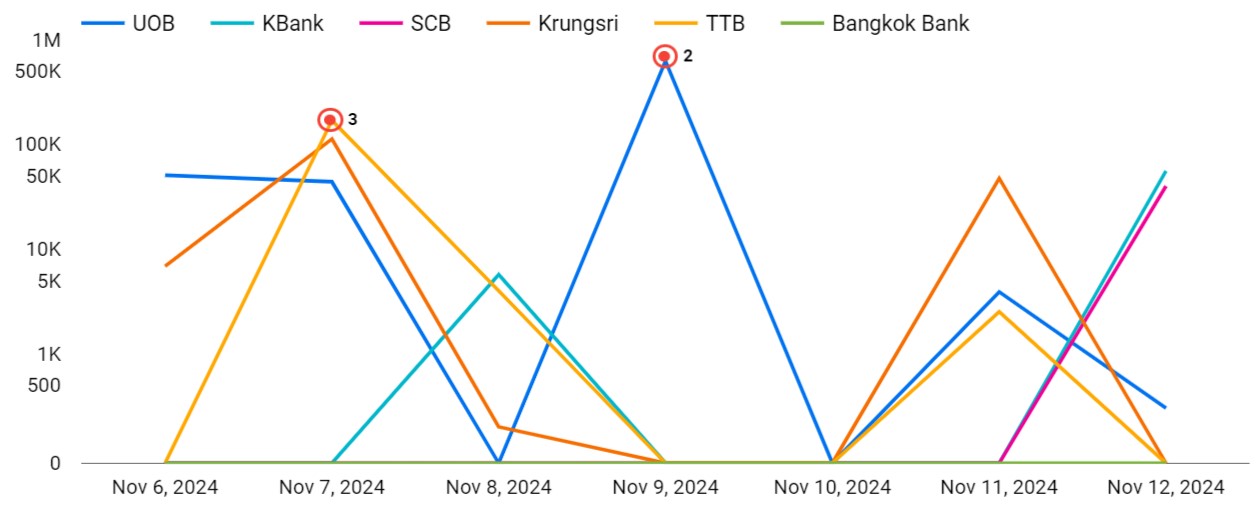 UOB KBank SCB Krungsri TTB Bangkok Bank
1M
2
500K
3
100K
50K
10K
5K
1K
500
0
Nov 6, 2024 Nov 7, 2024 Nov 8, 2024 Nov 9, 2024 Nov 10, 2024 Nov 11, 2024 Nov 12, 2024